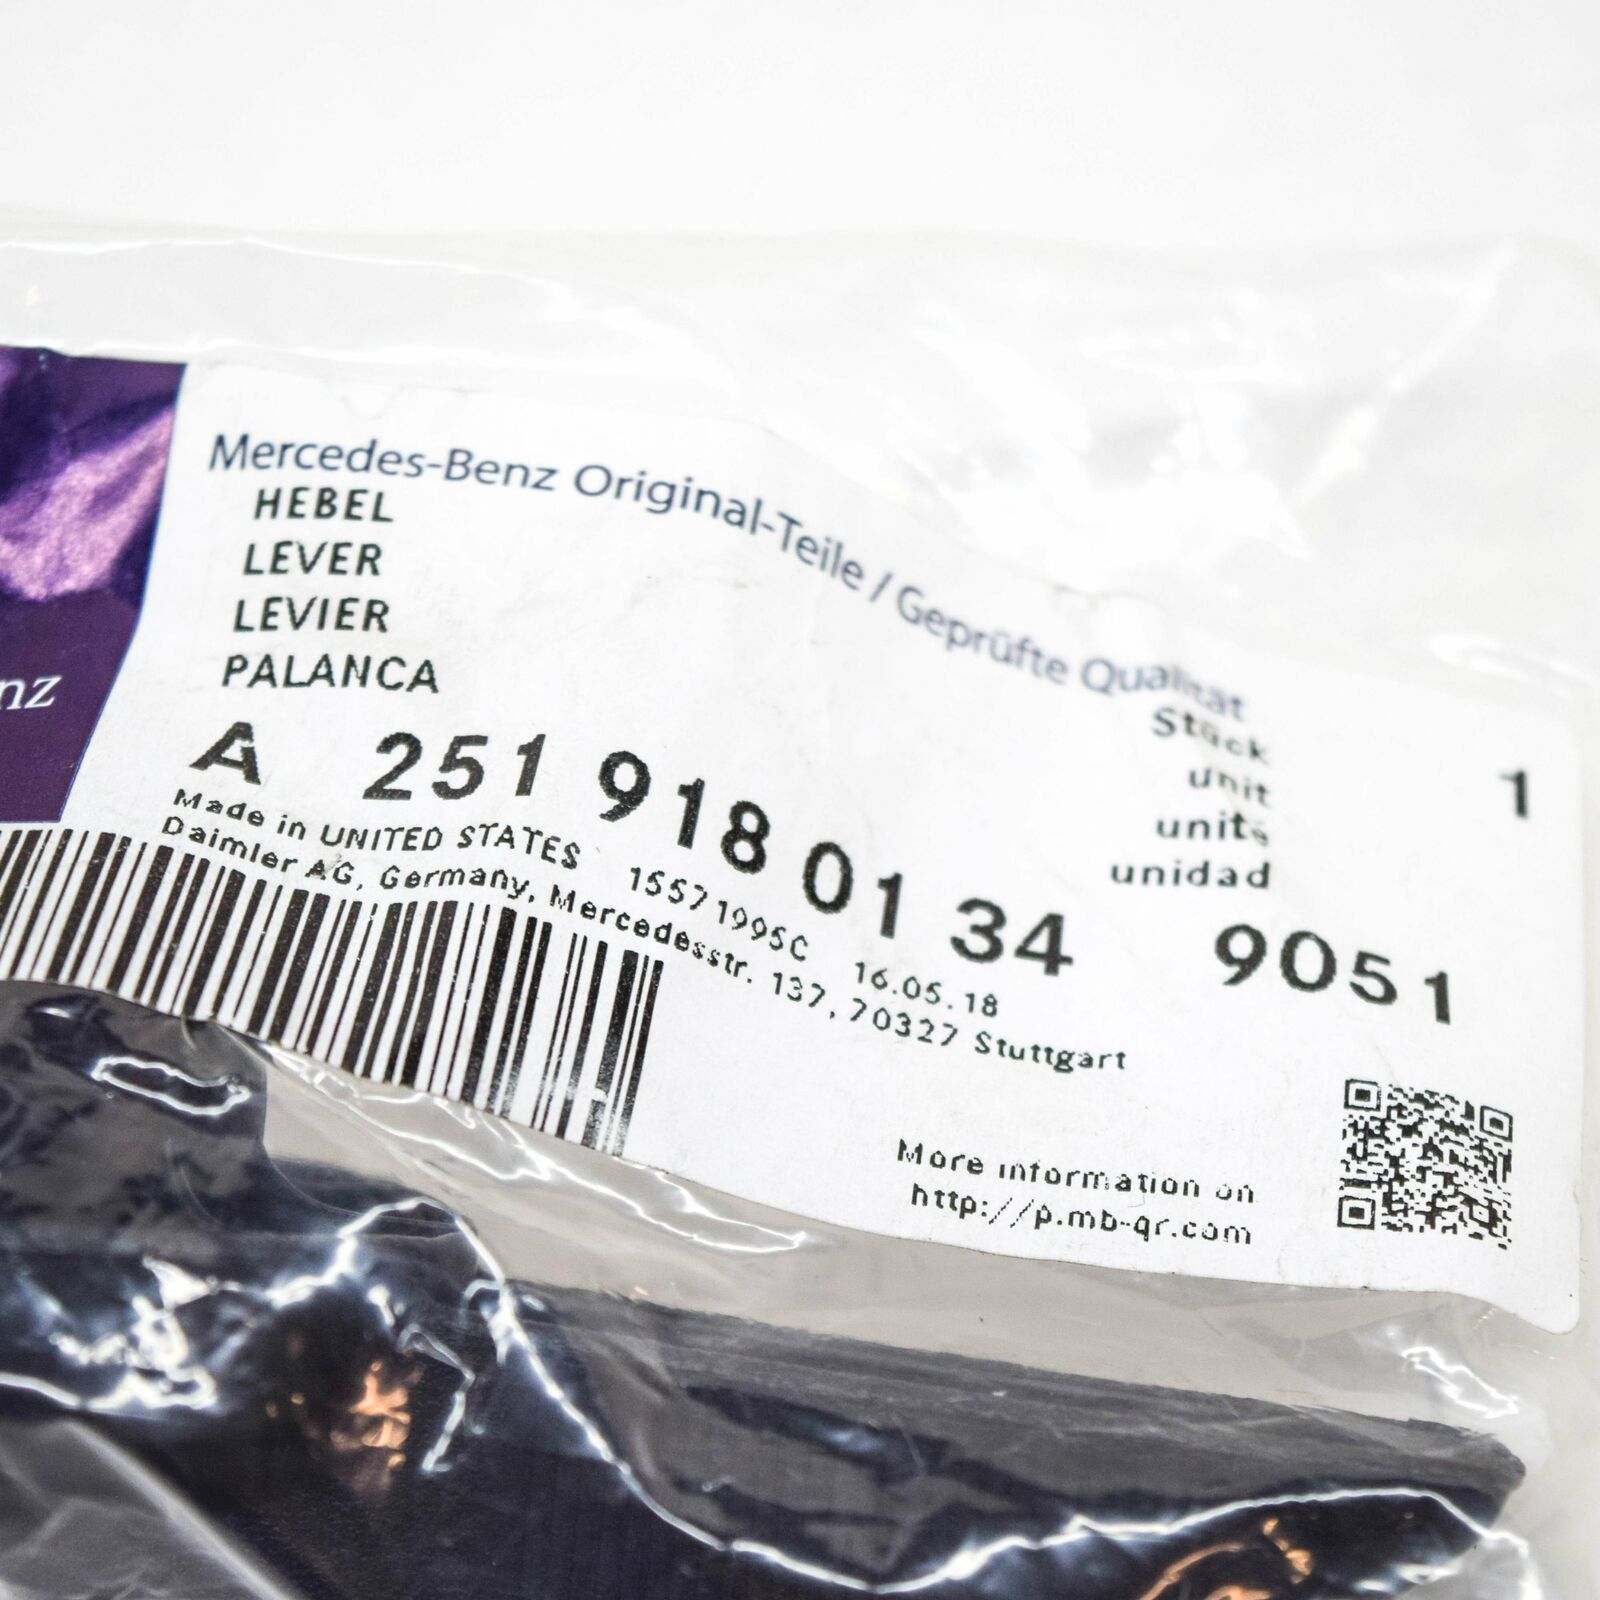 Mercedes-Benz Original-Teile / Geprüfte Qualität
HEBEL
LEVER
LEVIER
PALANCA
nz
Stück
unit
unité
unidad
1
A 251 918 01 34 9051
Made in UNITED STATES 15571995C 16.05.18
Daimler AG, Germany, Mercedesstr. 137, 70327 Stuttgart
More information on
http://p.mb-qr.com